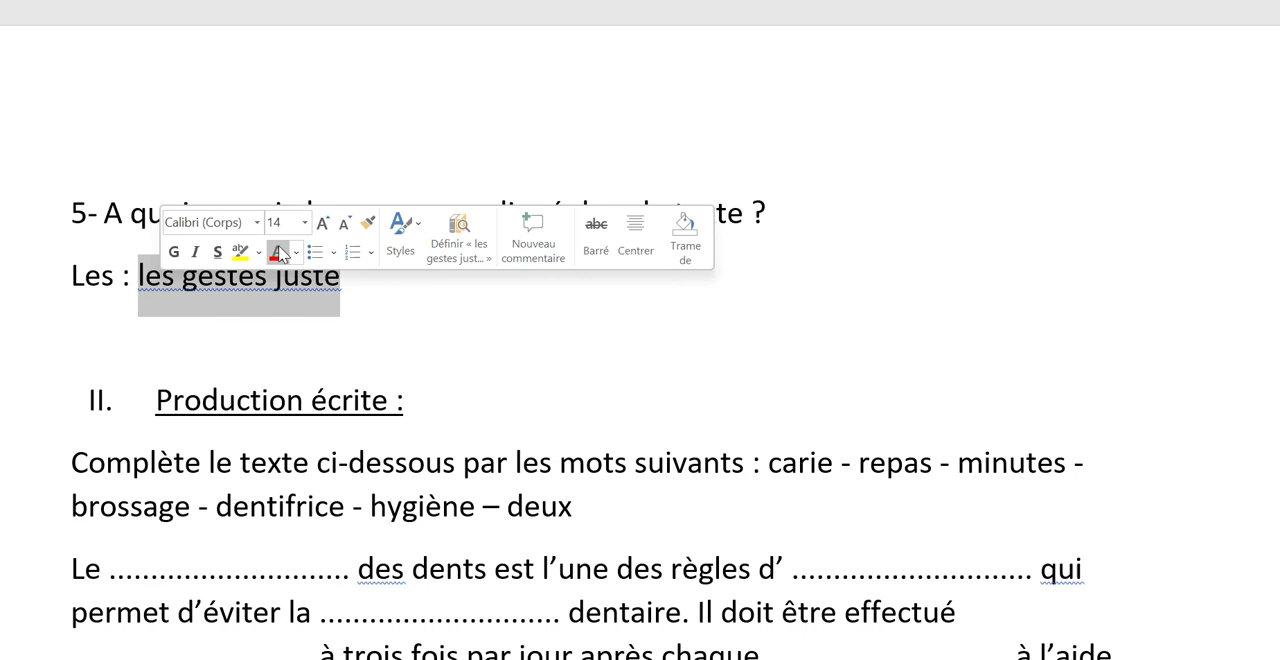 5- A qu te ?
Calibri (Corps) 14 A A
Styles
Définir « les
gestes just... »
Nouveau
commentaire
abc
Barré
Centrer
Trame
de
G I S aby A
Les : les gestes juste
II. Production écrite :
Complète le texte ci-dessous par les mots suivants : carie - repas - minutes -
brossage - dentifrice - hygiène – deux
Le ............................. des dents est l’une des règles d’ ............................. qui
permet d’éviter la ............................. dentaire. Il doit être effectué
à trois fois par jour après chaque à l’aide